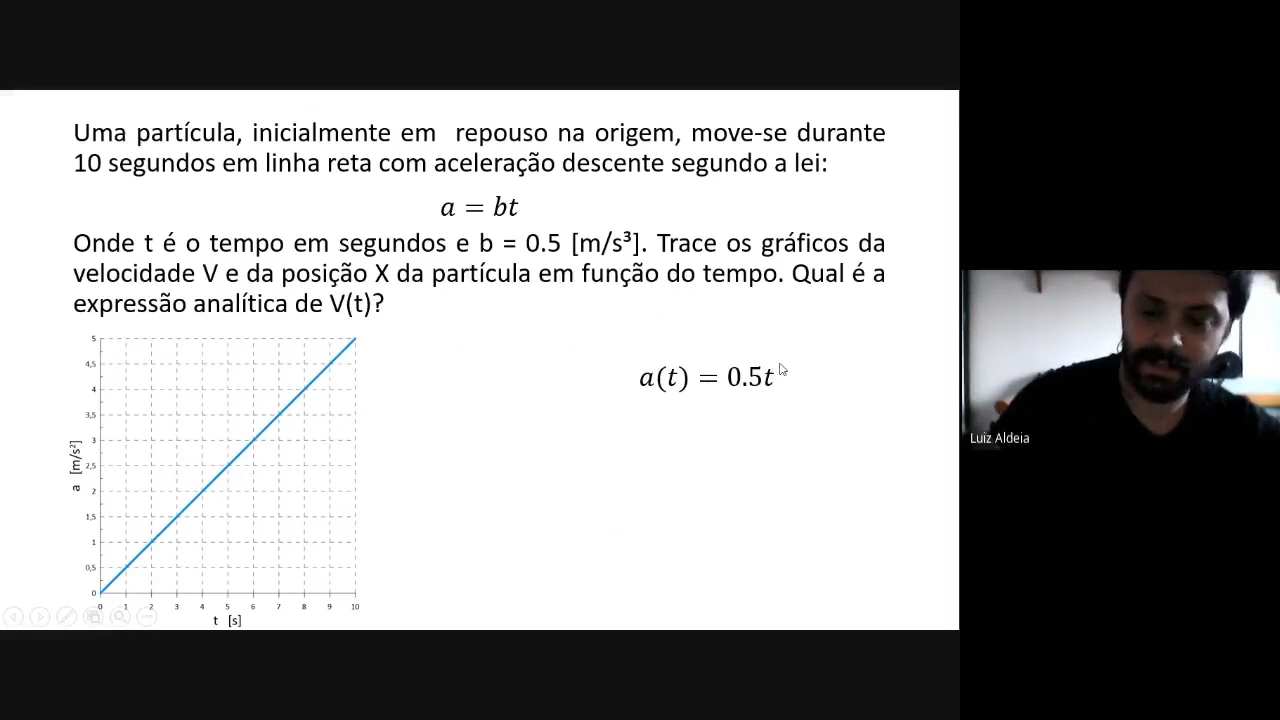 Uma partícula, inicialmente em repouso na origem, move-se durante
10 segundos em linha reta com aceleração descente segundo a lei:
a = bt
Onde t é o tempo em segundos e b = 0.5 [m/s³]. Trace os gráficos da
velocidade V e da posição X da partícula em função do tempo. Qual é a
expressão analítica de V(t)?
a(t) = 0.5t
5
4,5
4
3,5
3
2,5
2
1,5
1
0,5
0
a [m/s²]
0 1 2 3 4 5 6 7 8 9 10
t [s]
Luiz Aldeia